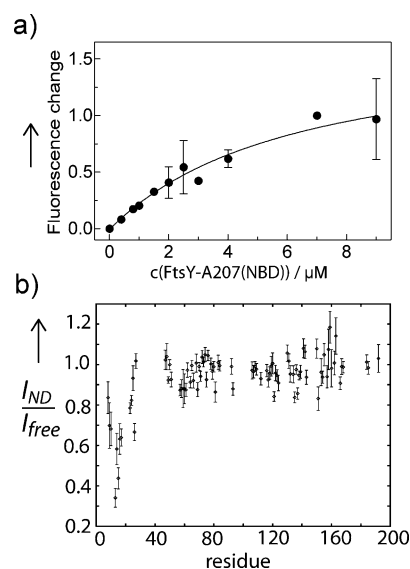 a)
Fluorescence change
1.5
1.0
0.5
0.0
0 2 4 6 8
c(FtsY-A207(NBD)) / µM
b)
I_ND
I_free
1.2
1.0
0.8
0.6
0.4
0.2
0 40 80 120 160 200
residue